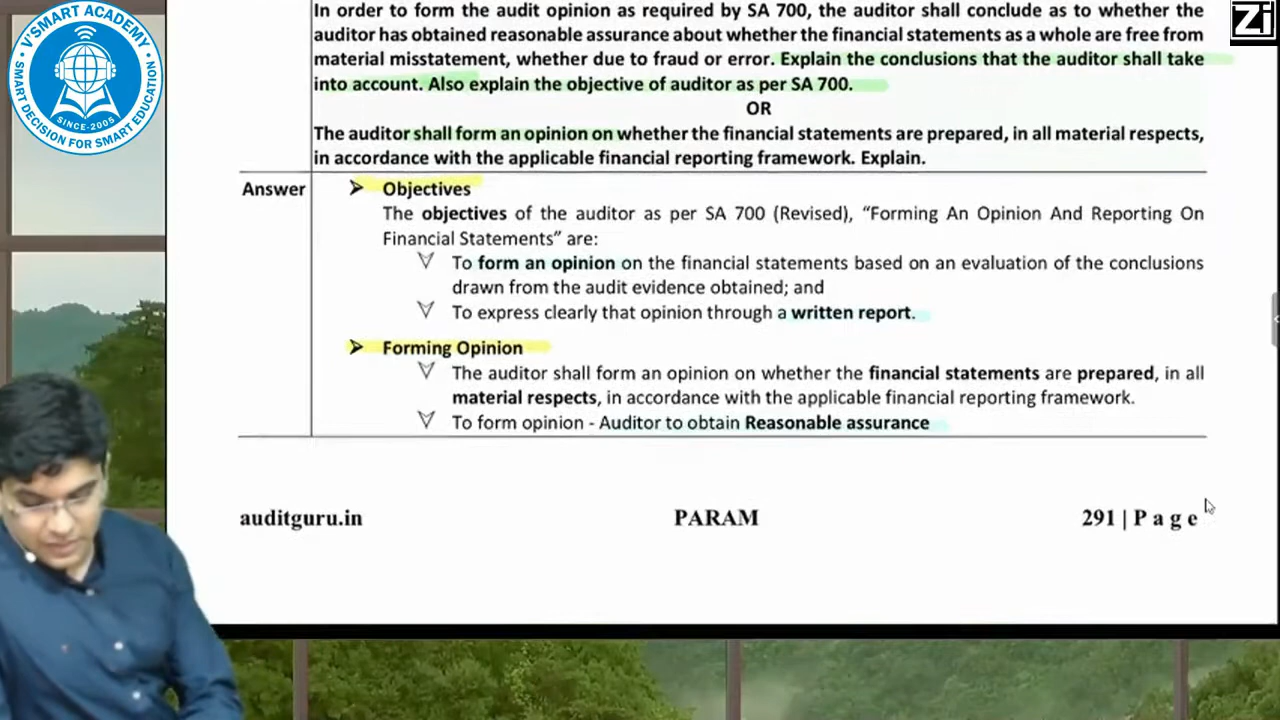 V'SMART ACADEMY
SMART DECISION FOR SMART EDUCATION
SINCE-2005
Zi
In order to form the audit opinion as required by SA 700, the auditor shall conclude as to whether the
auditor has obtained reasonable assurance about whether the financial statements as a whole are free from
material misstatement, whether due to fraud or error. Explain the conclusions that the auditor shall take
into account. Also explain the objective of auditor as per SA 700.
OR
The auditor shall form an opinion on whether the financial statements are prepared, in all material respects,
in accordance with the applicable financial reporting framework. Explain.
Answer
➤ Objectives
The objectives of the auditor as per SA 700 (Revised), “Forming An Opinion And Reporting On
Financial Statements” are:
To form an opinion on the financial statements based on an evaluation of the conclusions
drawn from the audit evidence obtained; and
To express clearly that opinion through a written report.
➤ Forming Opinion
The auditor shall form an opinion on whether the financial statements are prepared, in all
material respects, in accordance with the applicable financial reporting framework.
To form opinion - Auditor to obtain Reasonable assurance
auditguru.in PARAM 291 | P a g e